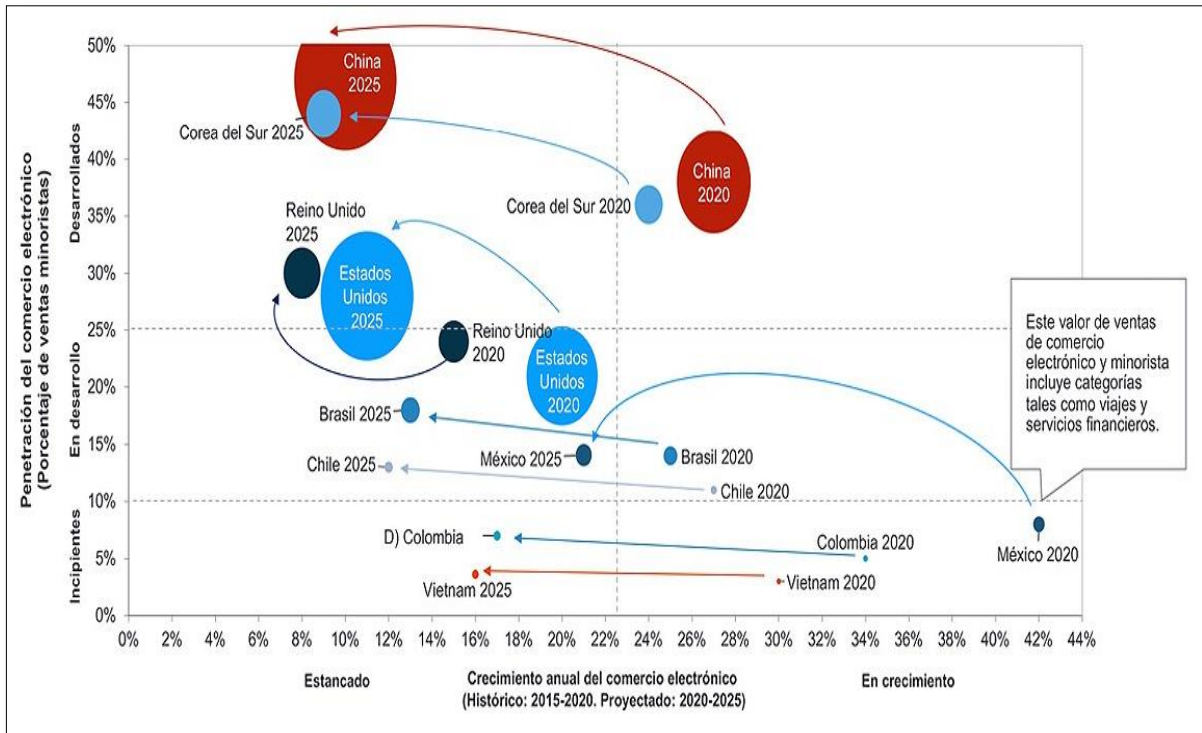 Penetración del comercio electrónico
(Porcentaje de ventas minoristas)
Desarrollados
En desarrollo
Incipientes
50%
45%
40%
35%
30%
25%
20%
15%
10%
5%
0%
China
2025
Corea del Sur 2025
China
2020
Corea del Sur 2020
Reino Unido
2025
Estados
Unidos
2025
Reino Unido
2020
Estados
Unidos
2020
Brasil 2025
México 2025
Brasil 2020
Chile 2025
Chile 2020
D) Colombia
Colombia 2020
México 2020
Vietnam 2025
Vietnam 2020
Este valor de ventas
de comercio
electrónico y minorista
incluye categorías
tales como viajes y
servicios financieros.
0% 2% 4% 6% 8% 10% 12% 14% 16% 18% 20% 22% 24% 26% 28% 30% 32% 34% 36% 38% 40% 42% 44%
Estancado
Crecimiento anual del comercio electrónico
(Histórico: 2015-2020. Proyectado: 2020-2025)
En crecimiento